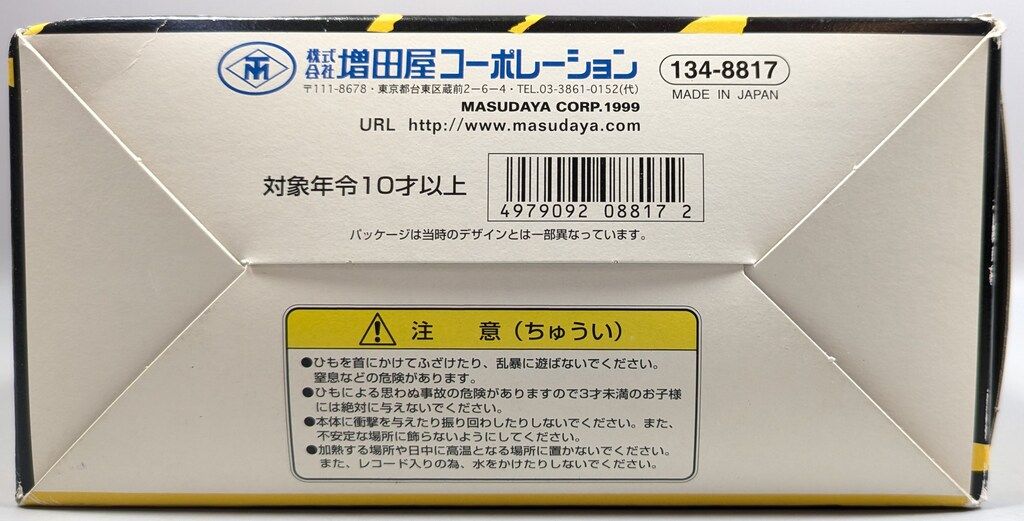 TM 株式会社 増田屋コーポレーション
〒111-8678・東京都台東区蔵前2-6-4・TEL.03-3861-0152(代)
MASUDAYA CORP.1999
URL http://www.masudaya.com
134-8817
MADE IN JAPAN
対象年令10才以上
4979092 08817 2
パッケージは当時のデザインとは一部異なっています。
注 意(ちゅうい)
●ひもを首にかけてふざけたり、乱暴に遊ばないでください。
窒息などの危険があります。
●ひもによる思わぬ事故の危険がありますので3才未満のお子様
には絶対に与えないでください。
●本体に衝撃を与えたり振り回わしたりしないでください。また、
不安定な場所に飾らないようにしてください。
●加熱する場所や日中に高温となる場所に置かないでください。
また、レコード入りの為、水をかけたりしないでください。